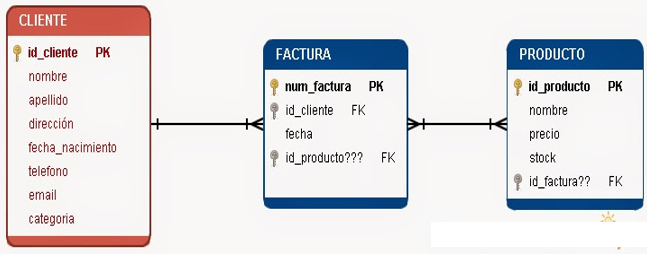 CLIENTE
id_cliente PK
nombre
apellido
dirección
fecha_nacimiento
telefono
email
categoria
FACTURA
num_factura PK
id_cliente FK
fecha
id_producto??? FK
PRODUCTO
id_producto PK
nombre
precio
stock
id_factura?? FK